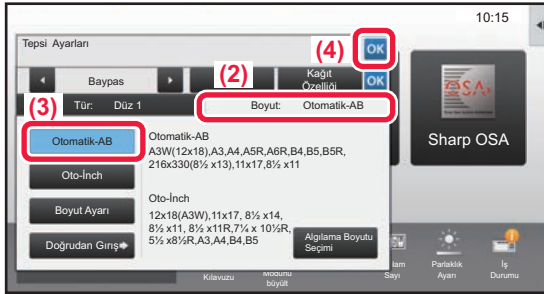 10:15
Tepsi Ayarları
(4)
OK
Baypas
(2)
Kağıt
Özelliği
OK
(3)
Tür: Düz 1
Boyut: Otomatik-AB
Otomatik-AB
Otomatik-AB
A3W(12x18),A3,A4,A5R,A6R,B4,B5,B5R,
216x330(8½ x13),11x17,8½ x11
Oto-İnch
Oto-İnch
12x18(A3W),11x17, 8½ x14,
8½ x11, 8½ x11R,7¼ x 10½R,
5½ x8½R,A3,A4,B4,B5
Boyut Ayarı
Doğrudan Giriş
Algılama Boyutu
Seçimi
OSA
Sharp OSA
Kılavuzu
Modunu
büyült
lam
Sayı
Parlaklık
Ayarı
İş
Durumu